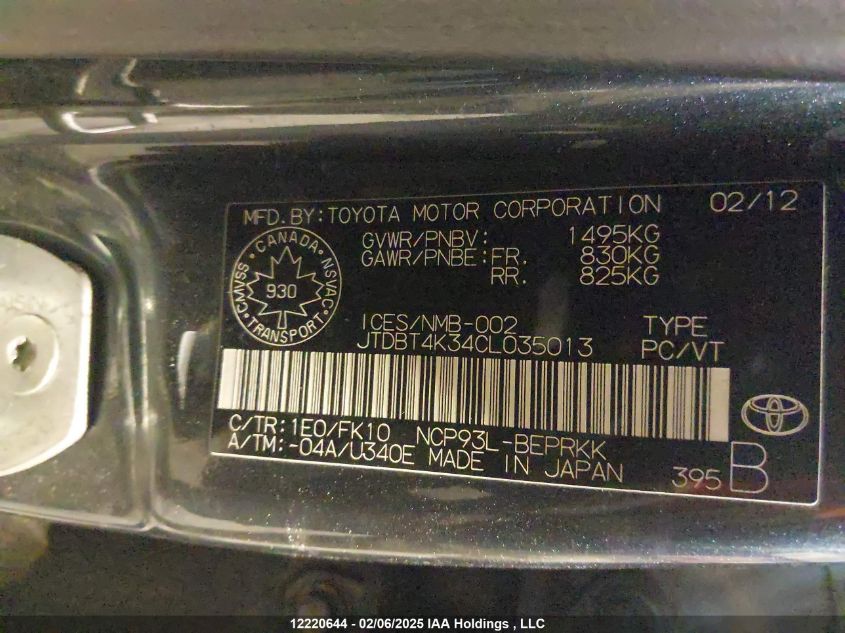 MFD.BY:TOYOTA MOTOR CORPORATION 02/12
GVWR/PNBV: 1495KG
GAWR/PNBE:FR. 830KG
RR. 825KG
CANADA
CMVSS NSVAC
930
TRANSPORT
ICES/NMB-002 TYPE
JTDBT4K34CL035013 PC/VT
C/TR:1E0/FK10 NCP93L-BEPRKK
A/TM:-04A/U340E MADE IN JAPAN 395 B
12220644 - 02/06/2025 IAA Holdings , LLC